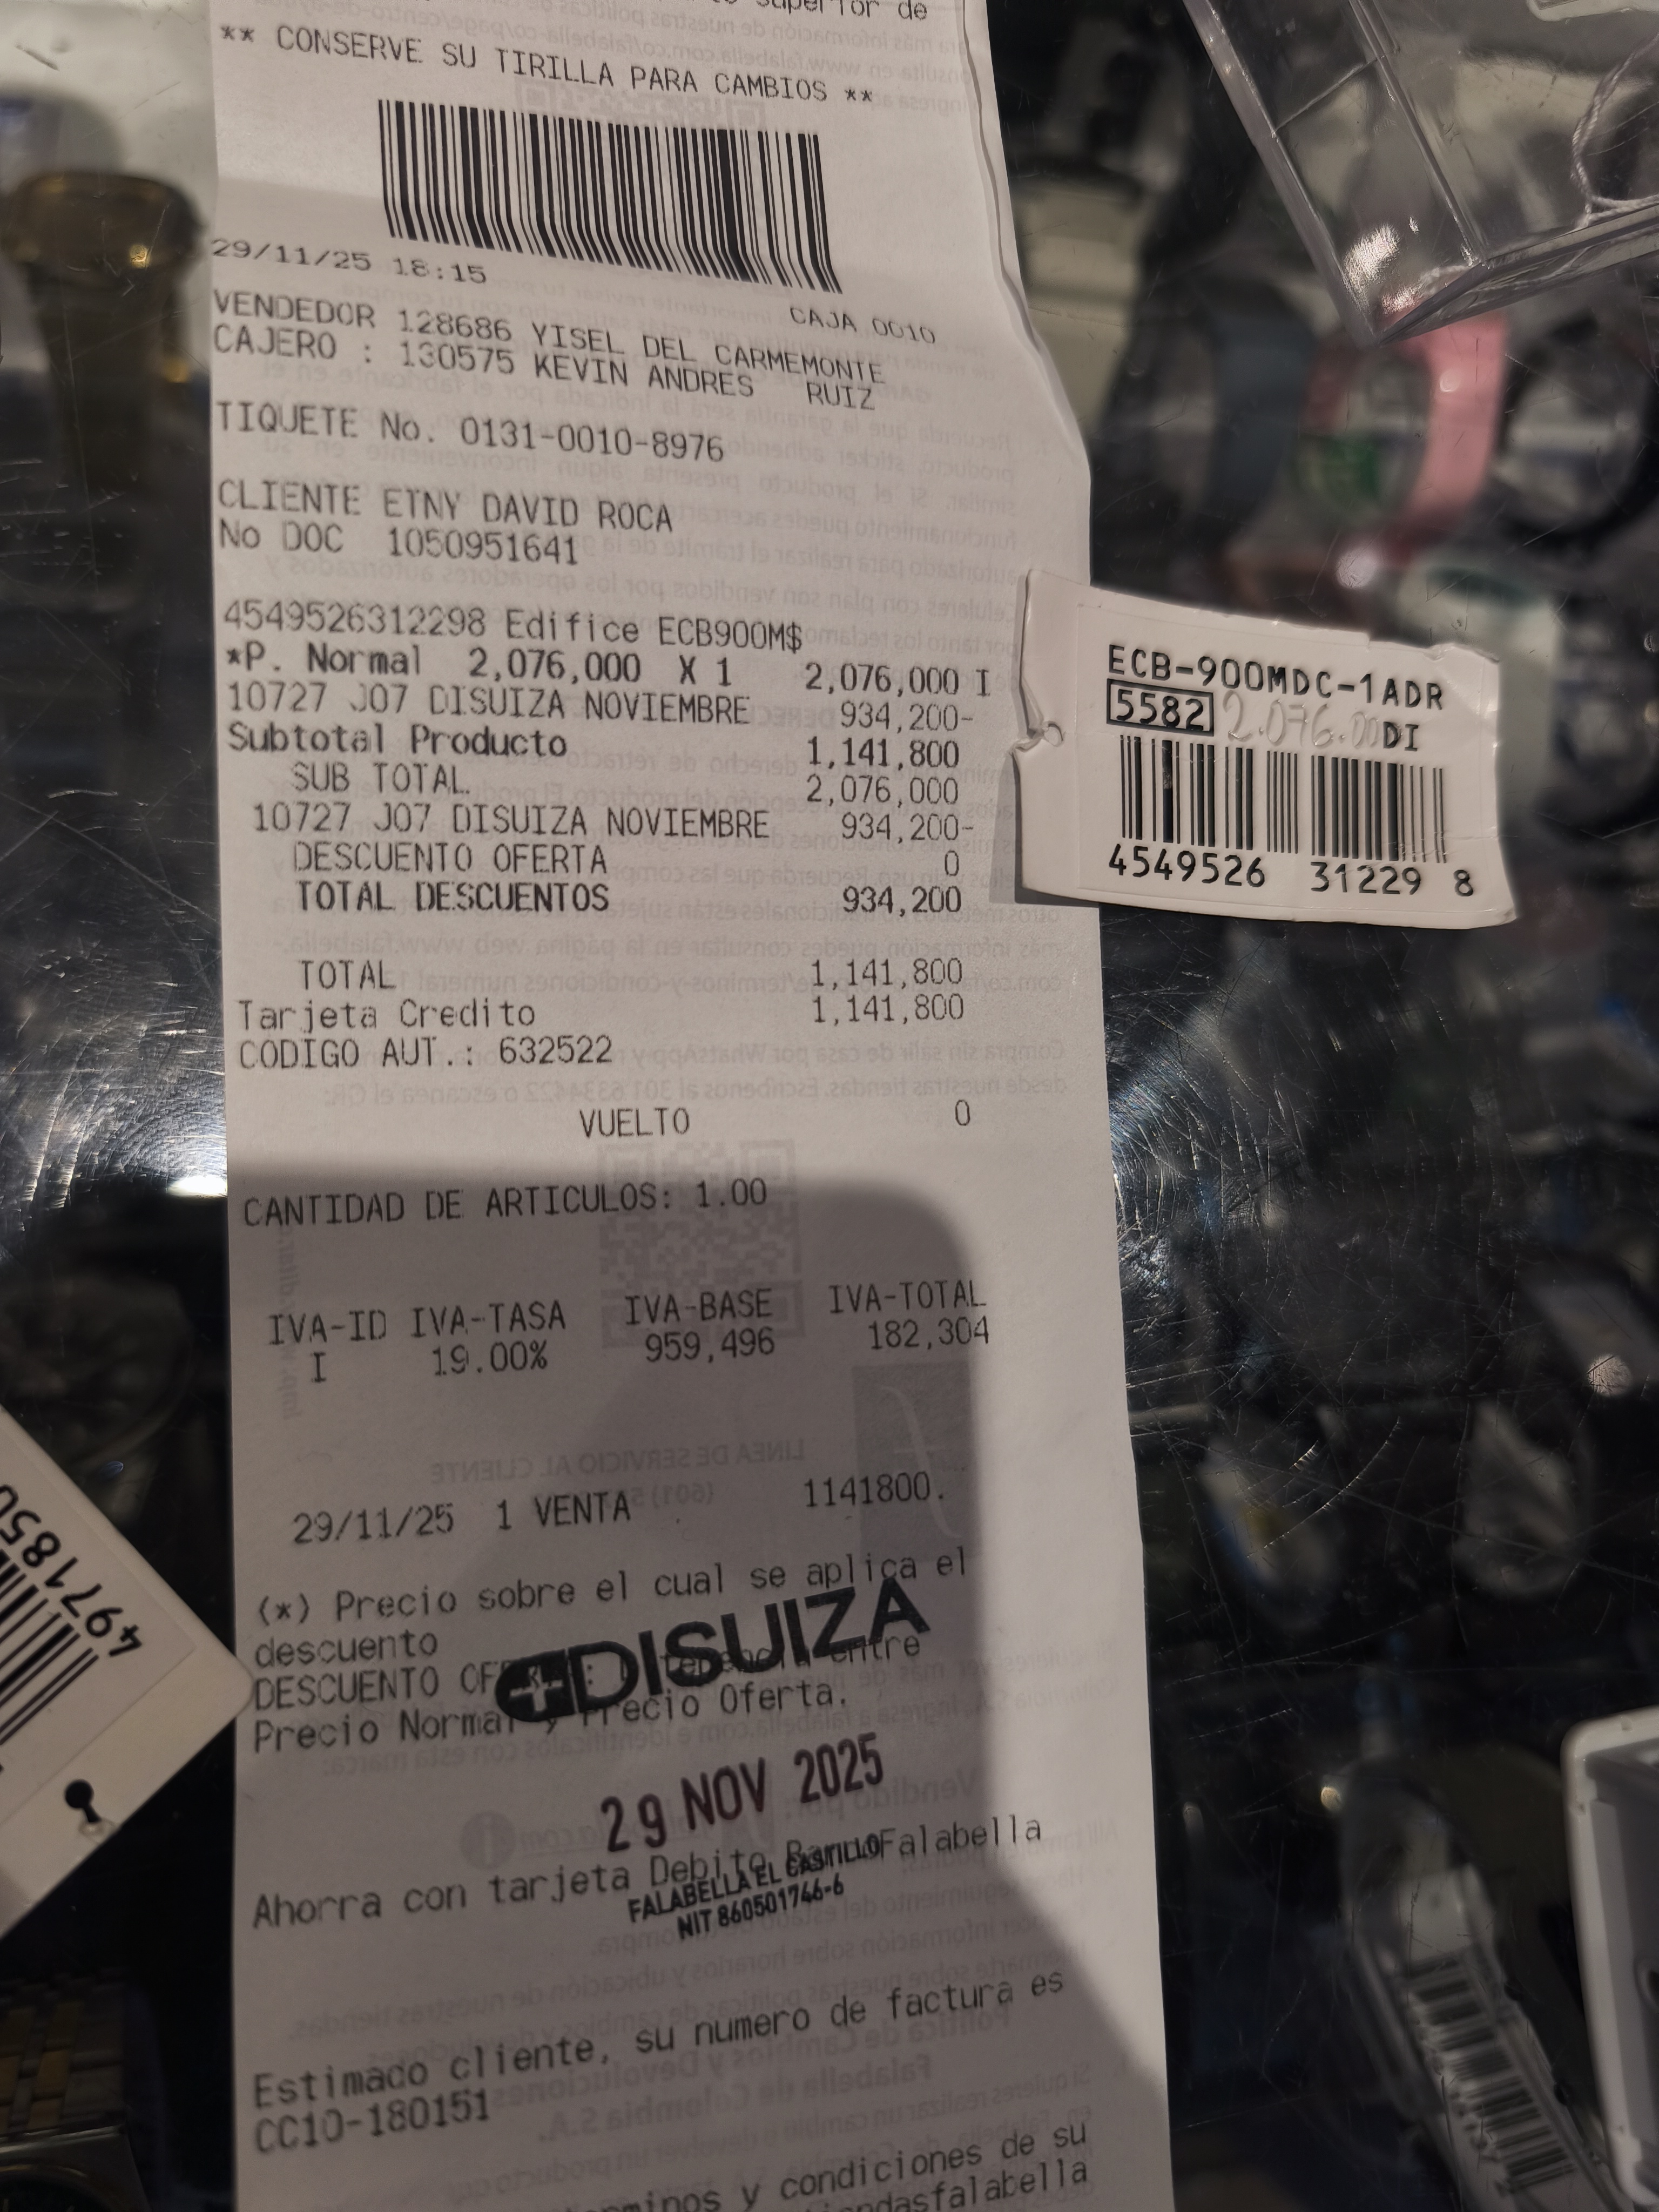 superior de
** CONSERVE SU TIRILLA PARA CAMBIOS **
29/11/25 18:15
CAJA 0010
VENDEDOR 128686 YISEL DEL CARMEMONTE
CAJERO : 130575 KEVIN ANDRES RUIZ
TIQUETE No. 0131-0010-8976
CLIENTE ETNY DAVID ROCA
No DOC 1050951641
4549526312298 Edifice ECB900M$
*P. Normal 2,076,000 X 1 2,076,000 I
10727 J07 DISUIZA NOVIEMBRE 934,200-
Subtotal Producto 1,141,800
SUB TOTAL 2,076,000
10727 J07 DISUIZA NOVIEMBRE 934,200-
DESCUENTO OFERTA 0
TOTAL DESCUENTOS 934,200
TOTAL 1,141,800
Tarjeta Credito 1,141,800
CODIGO AUT.: 632522
VUELTO 0
CANTIDAD DE ARTICULOS: 1.00
IVA-ID IVA-TASA IVA-BASE IVA-TOTAL
I 19.00% 959,496 182,304
29/11/25 1 VENTA 1141800.
(*) Precio sobre el cual se aplica el
descuento
DESCUENTO entre
Precio Normal y Precio Oferta.
DISUIZA
29 NOV 2025
Ahorra con tarjeta Debito Falabella
FALABELLA EL CASTILLO
NIT 860501746-6
Estimado cliente, su numero de factura es
CC10-180151
y condiciones de su
ECB-900MDC-1ADR
5582 2.076.000 DI
4549526 31229 8
497185